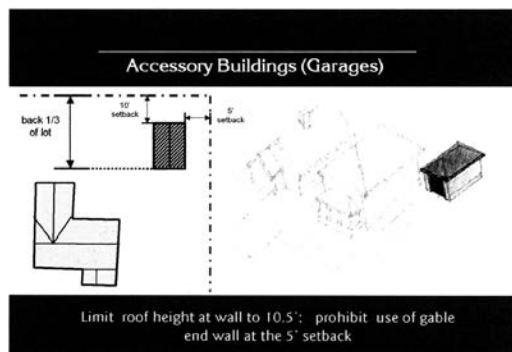 Accessory Buildings (Garages)
back 1/3
of lot
10'
setback
5'
setback
Limit roof height at wall to 10.5': prohibit use of gable
end wall at the 5' setback